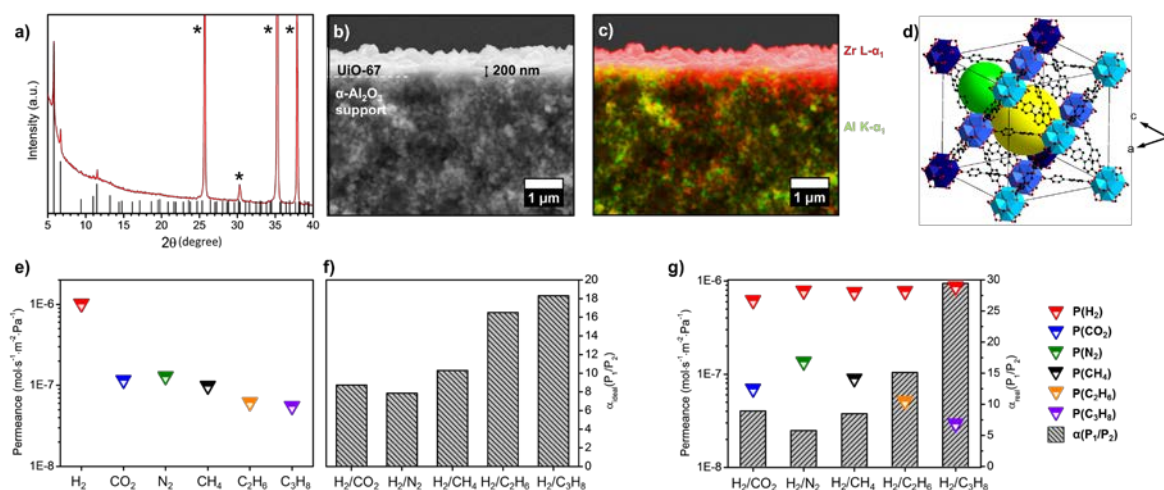 a)
Intensity (a.u.)
* * *
*
5 10 15 20 25 30 35 40
2θ (degree)
b)
UiO-67
200 nm
α-Al₂O₃
support
1 µm
c)
Zr L-α₁
Al K-α₁
1 µm
d)
c
a
e)
Permeance (mol·s⁻¹·m⁻²·Pa⁻¹)
1E-6
1E-7
1E-8
H₂ CO₂ N₂ CH₄ C₂H₆ C₃H₈
f)
20
18
16
14
12
10
8
6
4
2
0
α_ideal(P₁/P₂)
H₂/CO₂ H₂/N₂ H₂/CH₄ H₂/C₂H₆ H₂/C₃H₈
g)
Permeance (mol·s⁻¹·m⁻²·Pa⁻¹)
1E-6
1E-7
1E-8
30
25
20
15
10
5
0
α_real(P₁/P₂)
H₂/CO₂ H₂/N₂ H₂/CH₄ H₂/C₂H₆ H₂/C₃H₈
P(H₂)
P(CO₂)
P(N₂)
P(CH₄)
P(C₂H₆)
P(C₃H₈)
α(P₁/P₂)